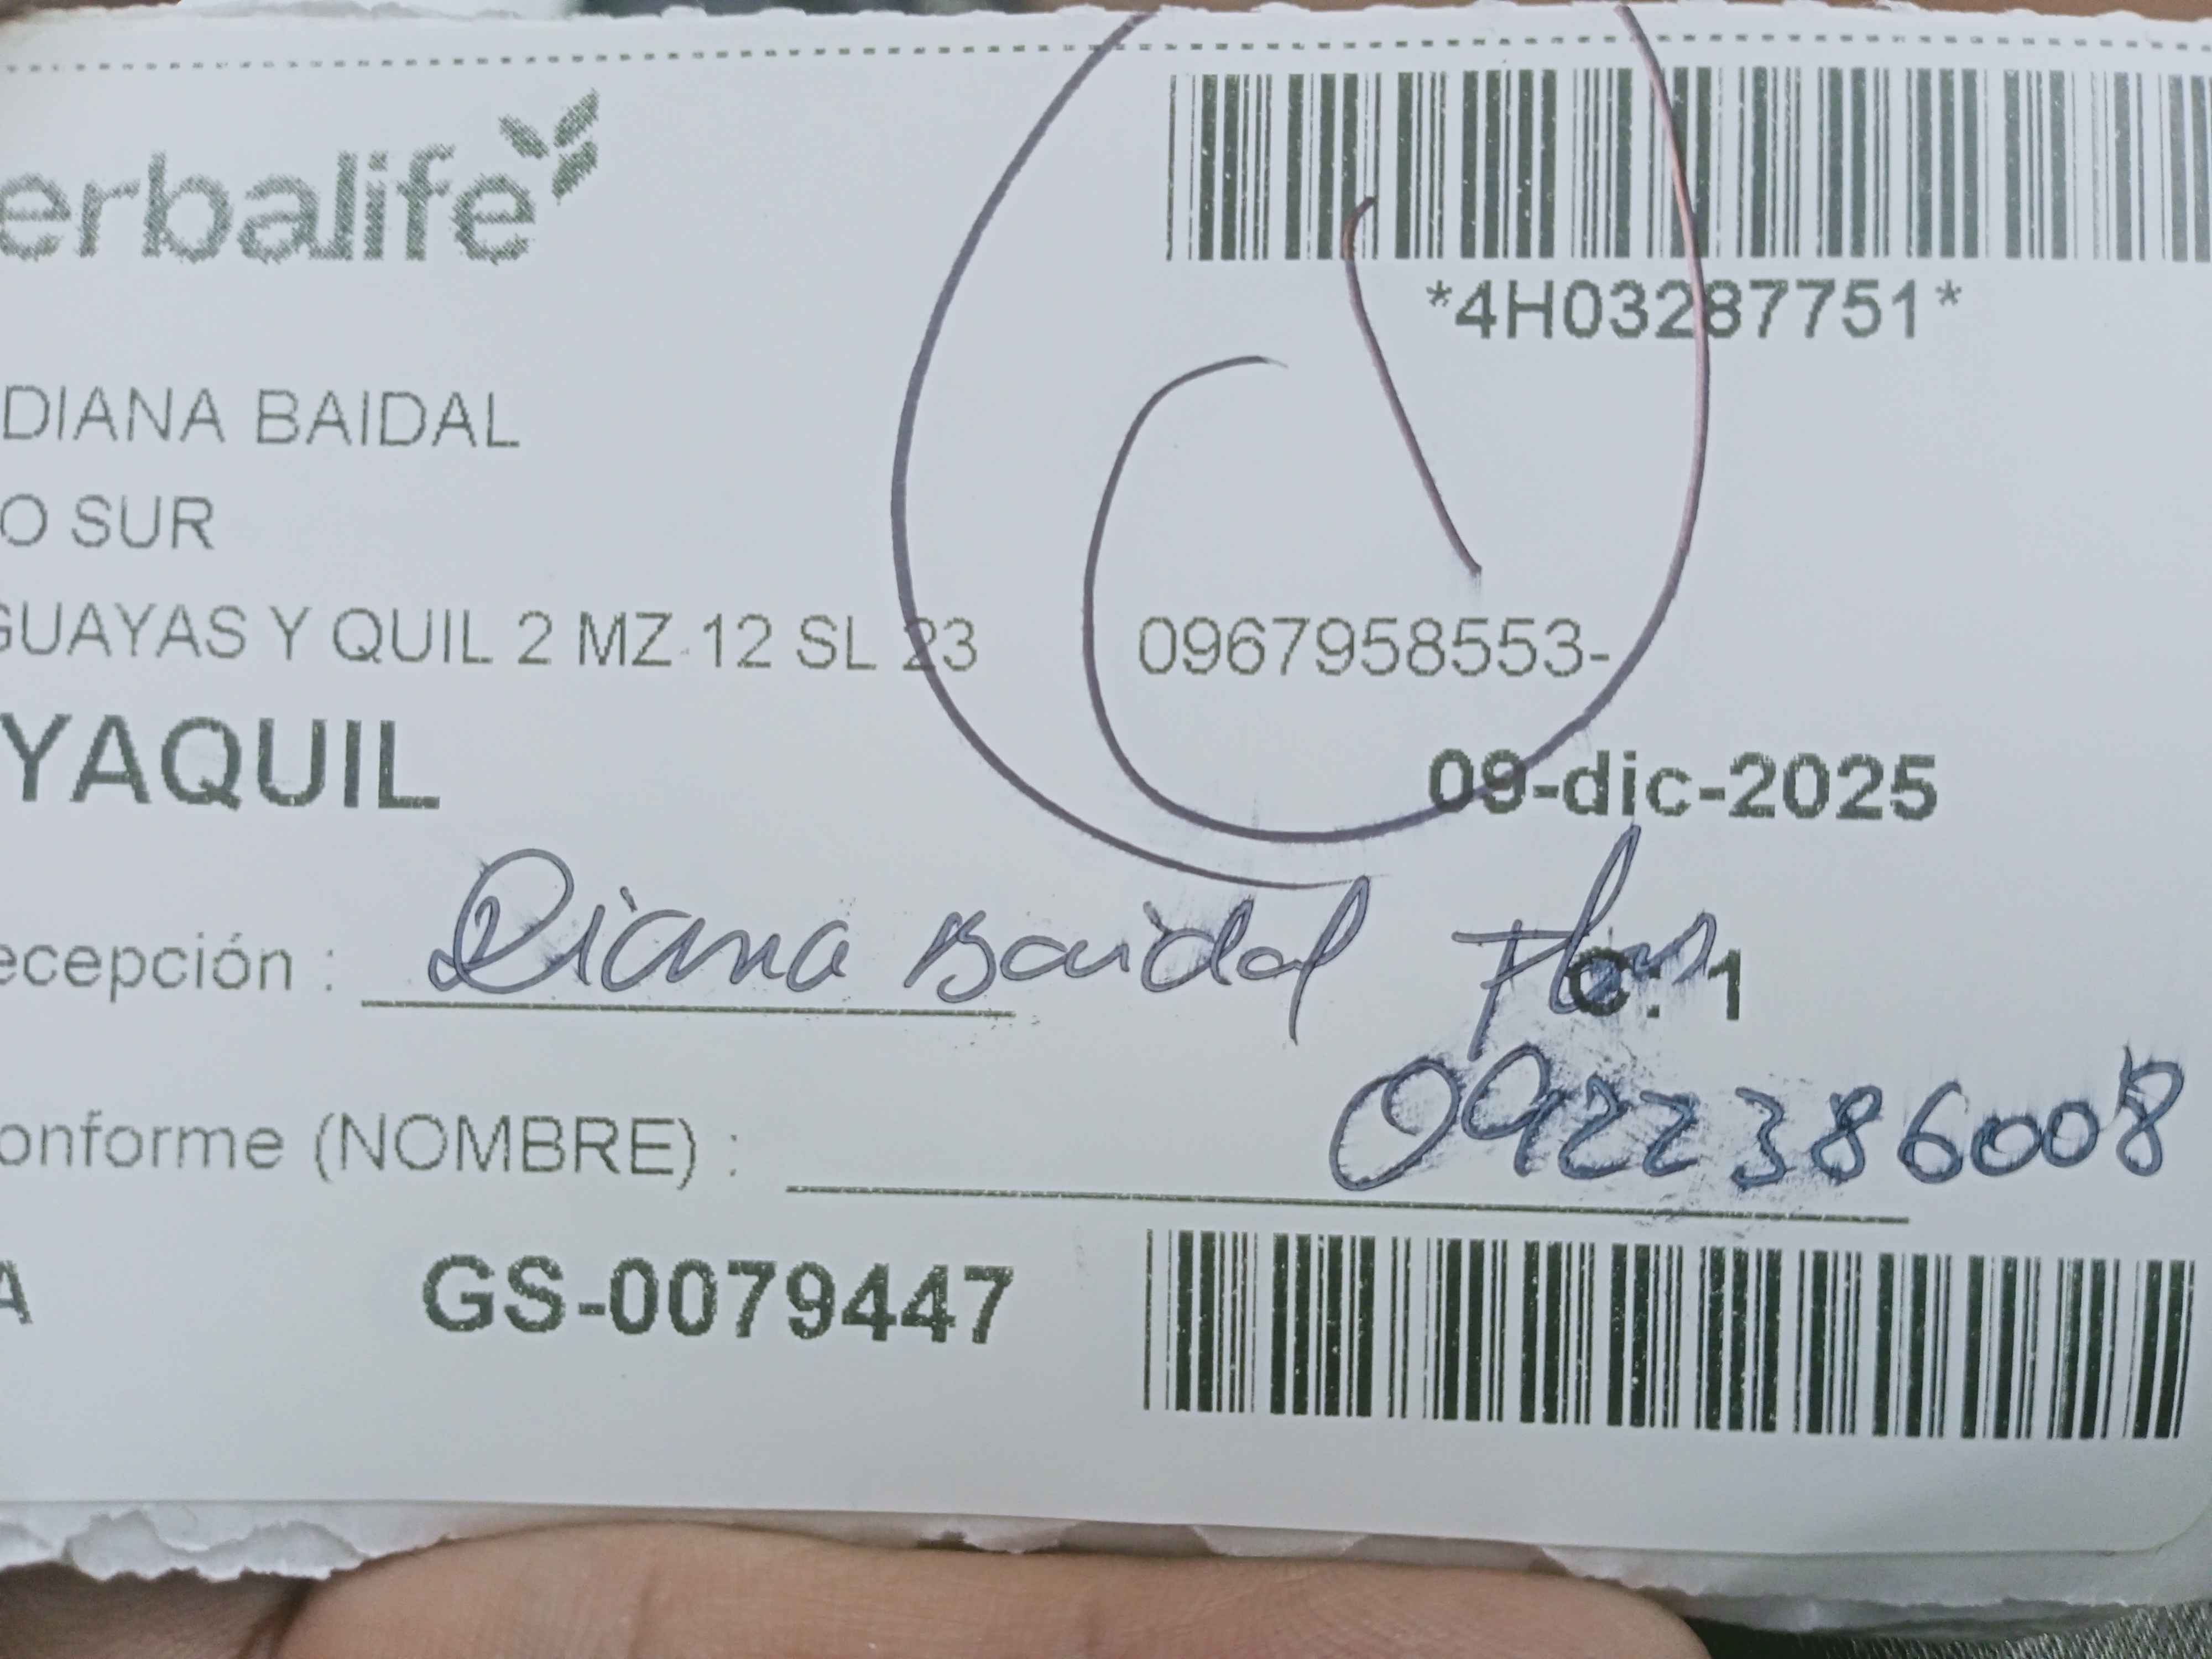 erbalife
*4H03287751*
DIANA BAIDAL
O SUR
GUAYAS Y QUIL 2 MZ 12 SL 23 0967958553-
YAQUIL
09-dic-2025
ecepción : Diana Baidal
C: 1
0922386008
onforme (NOMBRE) :
A GS-0079447